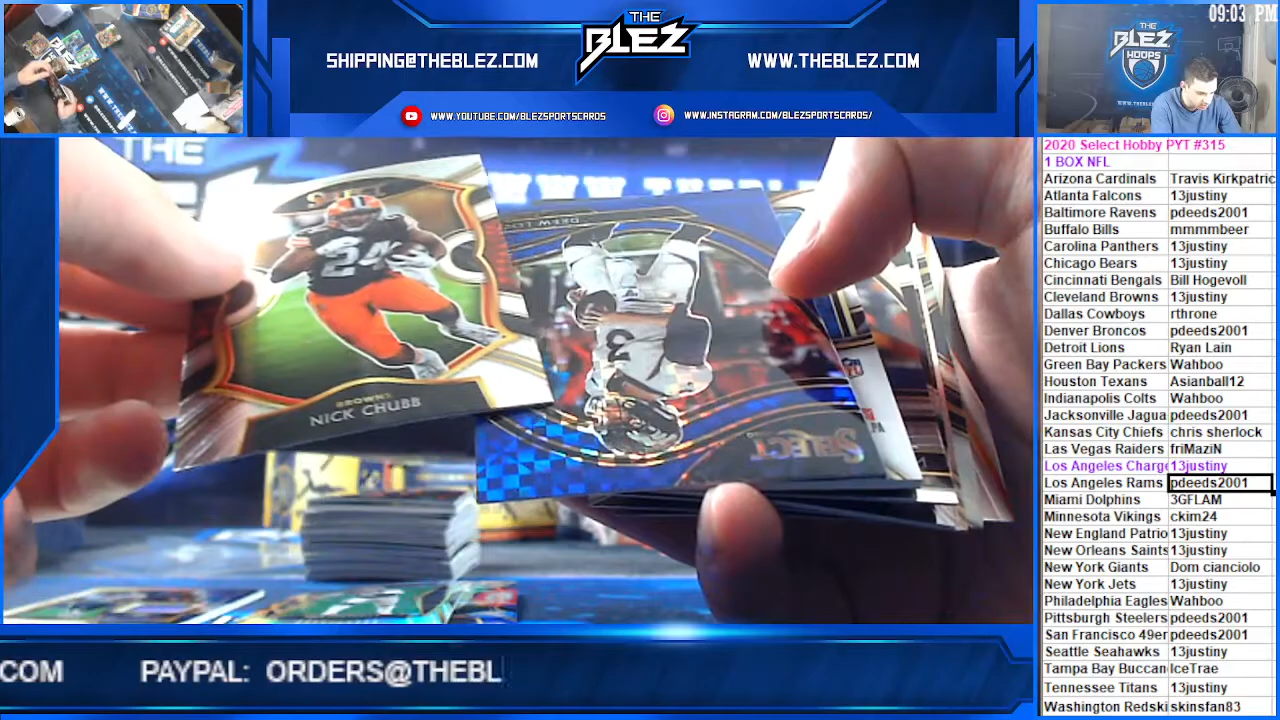 09:03 PM
THE
BLEZ
SHIPPING@THEBLEZ.COM
WWW.THEBLEZ.COM
WWW.YOUTUBE.COM/BLEZSPORTSCARDS
WWW.INSTAGRAM.COM/BLEZSPORTSCARDS/
THE
BLEZ
HOOPS
THE
WWW T
24
BROWNS
NICK CHUBB
DREW LO
3
SELECT
PA
COM PAYPAL: ORDERS@THEBL
2020 Select Hobby PYT #315
1 BOX NFL
Arizona Cardinals Travis Kirkpatric
Atlanta Falcons 13justiny
Baltimore Ravens pdeeds2001
Buffalo Bills mmmmbeer
Carolina Panthers 13justiny
Chicago Bears 13justiny
Cincinnati Bengals Bill Hogevoll
Cleveland Browns 13justiny
Dallas Cowboys rthrone
Denver Broncos pdeeds2001
Detroit Lions Ryan Lain
Green Bay Packers Wahboo
Houston Texans Asianball12
Indianapolis Colts Wahboo
Jacksonville Jagua pdeeds2001
Kansas City Chiefs chris sherlock
Las Vegas Raiders friMaziN
Los Angeles Charge 13justiny
Los Angeles Rams pdeeds2001
Miami Dolphins 3GFLAM
Minnesota Vikings ckim24
New England Patrio 13justiny
New Orleans Saints 13justiny
New York Giants Dom cianciolo
New York Jets 13justiny
Philadelphia Eagles Wahboo
Pittsburgh Steelers pdeeds2001
San Francisco 49er pdeeds2001
Seattle Seahawks 13justiny
Tampa Bay Buccan IceTrae
Tennessee Titans 13justiny
Washington Redski skinsfan83